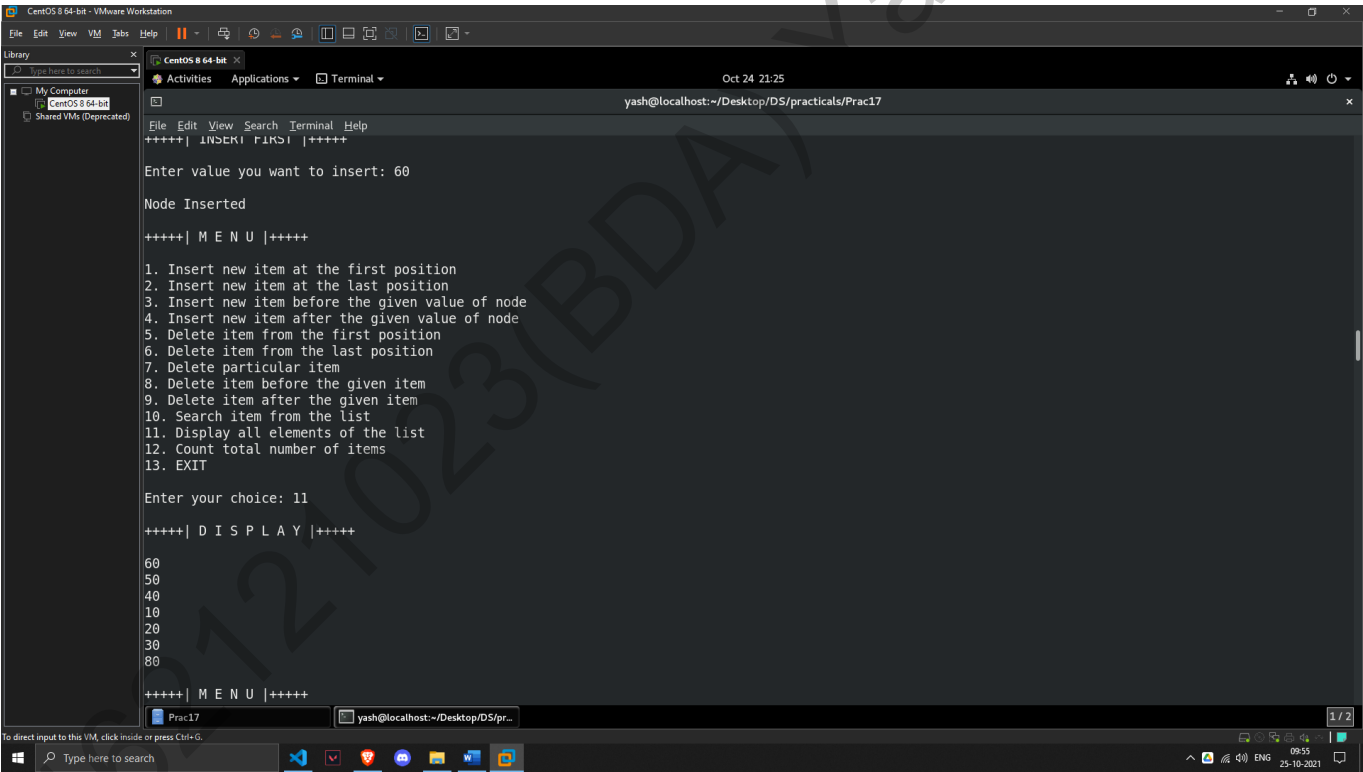 CentOS 8 64-bit - VMware Workstation
File Edit View VM Tabs Help
Library
Type here to search
My Computer
CentOS 8 64-bit
Shared VMs (Deprecated)
CentOS 8 64-bit
Activities Applications Terminal Oct 24 21:25
yash@localhost:~/Desktop/DS/practicals/Prac17
File Edit View Search Terminal Help
+++++| INSERT FIRST |+++++
Enter value you want to insert: 60
Node Inserted
+++++| M E N U |+++++
1. Insert new item at the first position
2. Insert new item at the last position
3. Insert new item before the given value of node
4. Insert new item after the given value of node
5. Delete item from the first position
6. Delete item from the last position
7. Delete particular item
8. Delete item before the given item
9. Delete item after the given item
10. Search item from the list
11. Display all elements of the list
12. Count total number of items
13. EXIT
Enter your choice: 11
+++++| D I S P L A Y |+++++
60
50
40
10
20
30
80
+++++| M E N U |+++++
Prac17 yash@localhost:~/Desktop/DS/pr... 1 / 2
To direct input to this VM, click inside or press Ctrl+G.
Type here to search
ENG 09:55
25-10-2021
62121023(BDA)